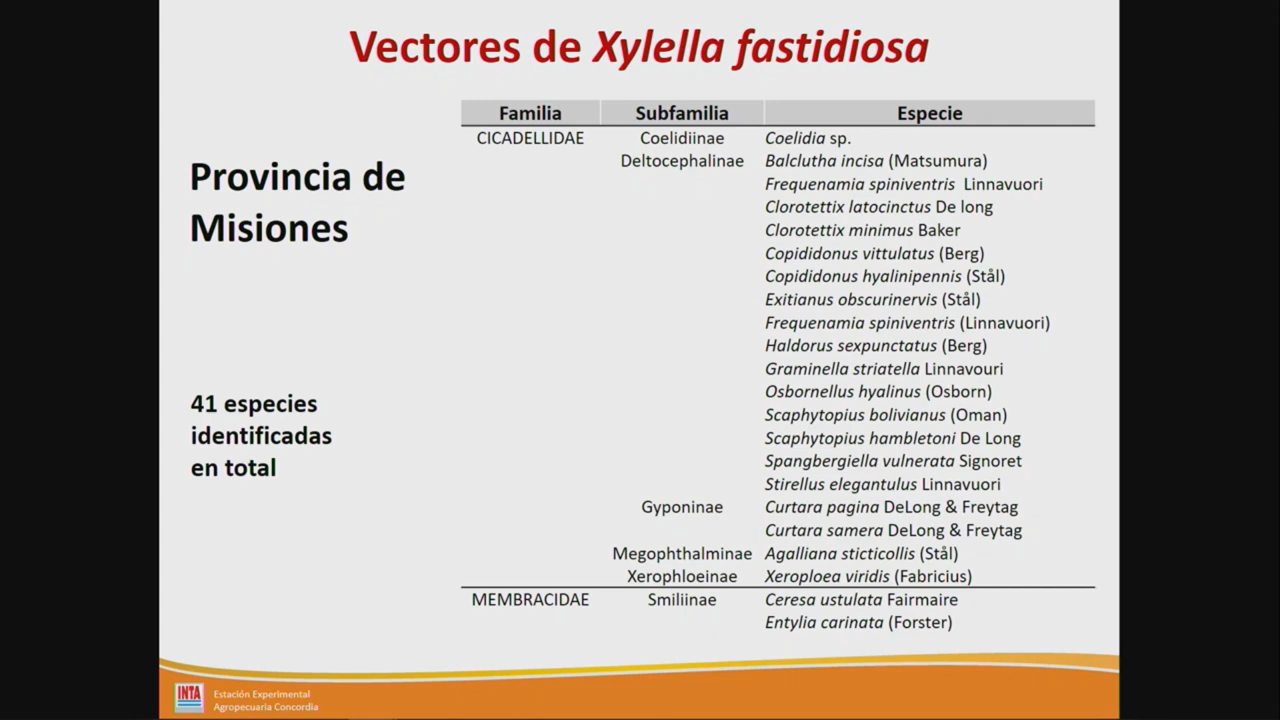 Vectores de Xylella fastidiosa
Provincia de
Misiones
41 especies
identificadas
en total
Familia Subfamilia Especie
CICADELLIDAE Coelidiinae Coelidia sp.
Deltocephalinae Balclutha incisa (Matsumura)
Frequenamia spiniventris Linnavuori
Clorotettix latocinctus De long
Clorotettix minimus Baker
Copididonus vittulatus (Berg)
Copididonus hyalinipennis (Stål)
Exitianus obscurinervis (Stål)
Frequenamia spiniventris (Linnavuori)
Haldorus sexpunctatus (Berg)
Graminella striatella Linnavouri
Osbornellus hyalinus (Osborn)
Scaphytopius bolivianus (Oman)
Scaphytopius hambletoni De Long
Spangbergiella vulnerata Signoret
Stirellus elegantulus Linnavuori
Gyponinae Curtara pagina DeLong & Freytag
Curtara samera DeLong & Freytag
Megophthalminae Agalliana sticticollis (Stål)
Xerophloeinae Xeroploea viridis (Fabricius)
MEMBRACIDAE Smiliinae Ceresa ustulata Fairmaire
Entylia carinata (Forster)
INTA
Estación Experimental
Agropecuaria Concordia